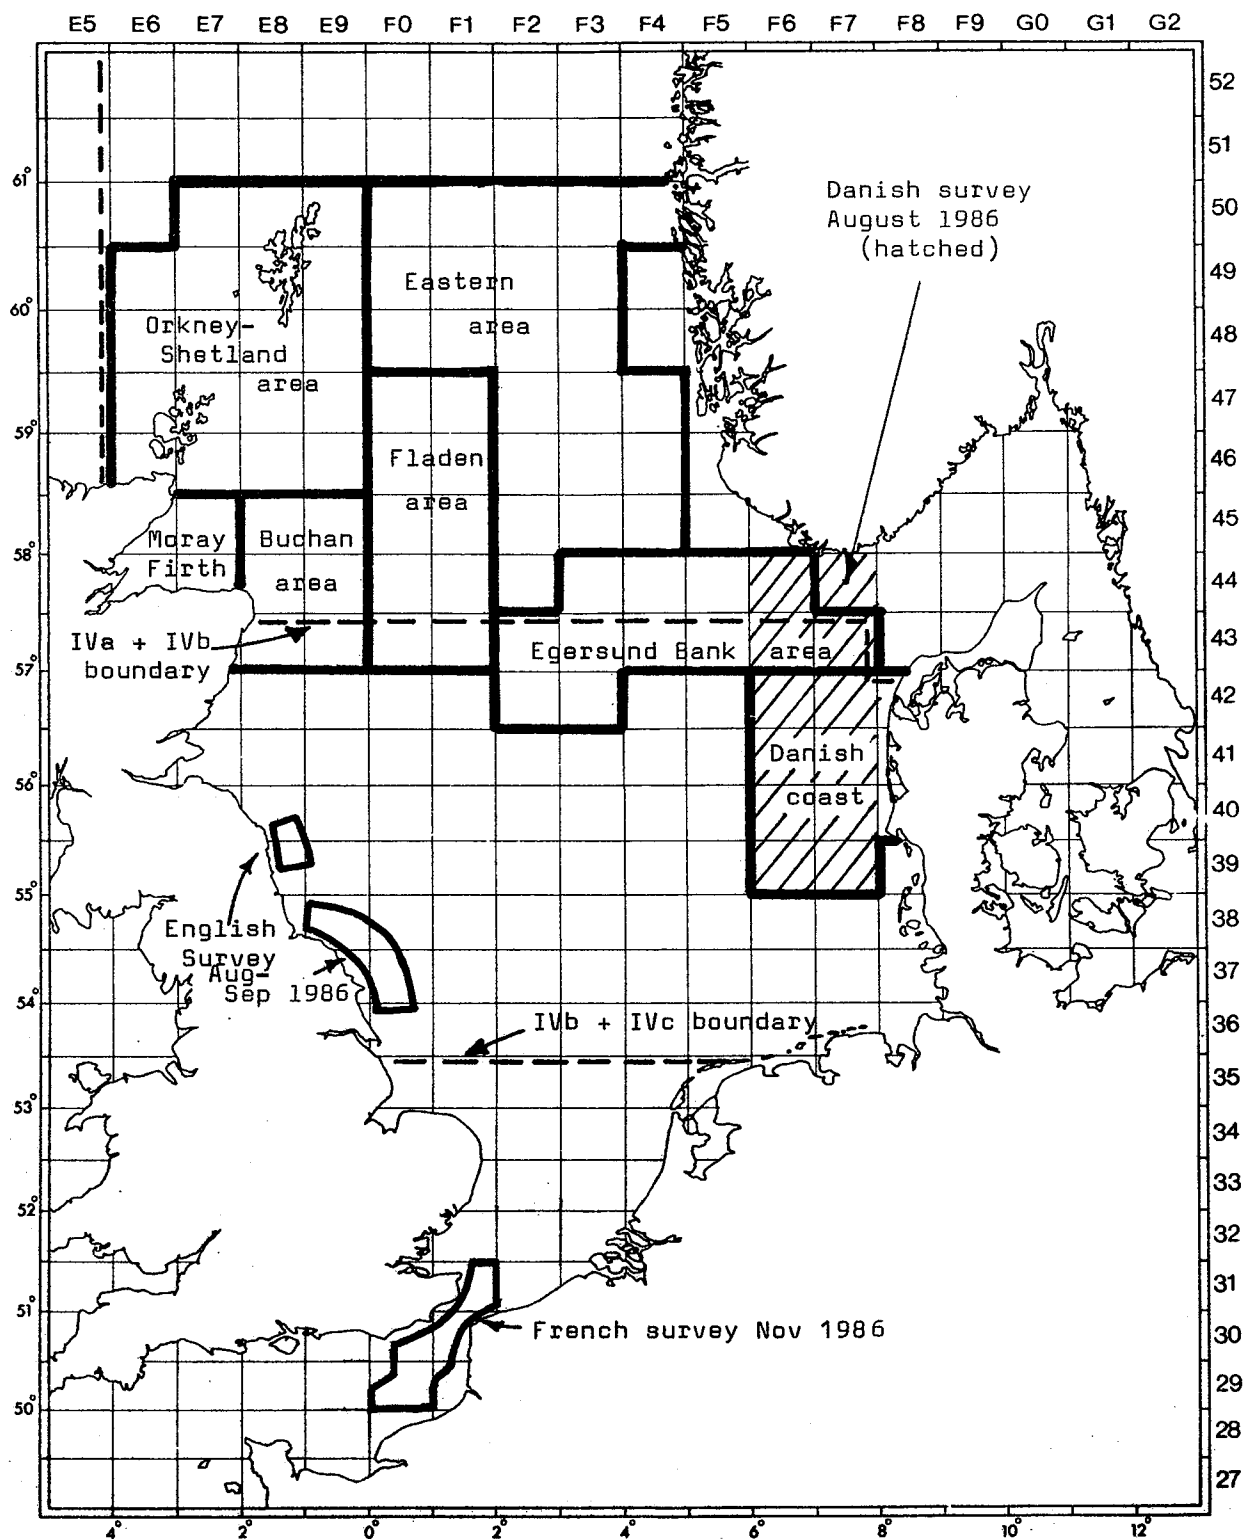 E5 E6 E7 E8 E9 F0 F1 F2 F3 F4 F5 F6 F7 F8 F9 G0 G1 G2
52
51
61°
50
Danish survey
August 1986
(hatched)
49
Eastern
area
60°
48
Orkney-
Shetland
area
47
59°
46
Fladen
area
45
58°
Moray
Firth
Buchan
area
44
IVa + IVb
boundary
43
Egersund Bank area
57°
42
41
Danish
coast
56°
40
39
55°
38
English
Survey
Aug-
Sep 1986
37
54°
36
IVb + IVc boundary
35
53°
34
33
52°
32
31
51°
30
French survey Nov 1986
29
50°
28
27
4° 2° 0° 2° 4° 6° 8° 10° 12°